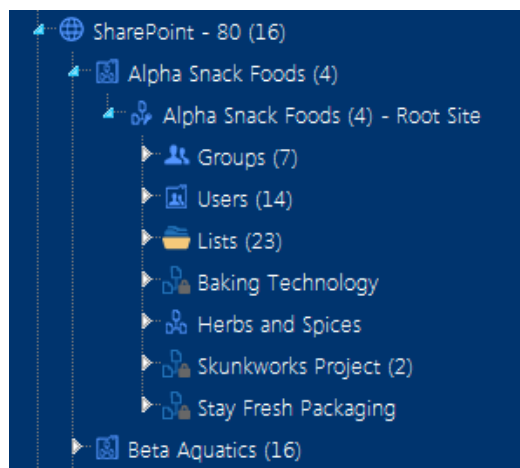 SharePoint - 80 (16)
Alpha Snack Foods (4)
Alpha Snack Foods (4) - Root Site
Groups (7)
Users (14)
Lists (23)
Baking Technology
Herbs and Spices
Skunkworks Project (2)
Stay Fresh Packaging
Beta Aquatics (16)